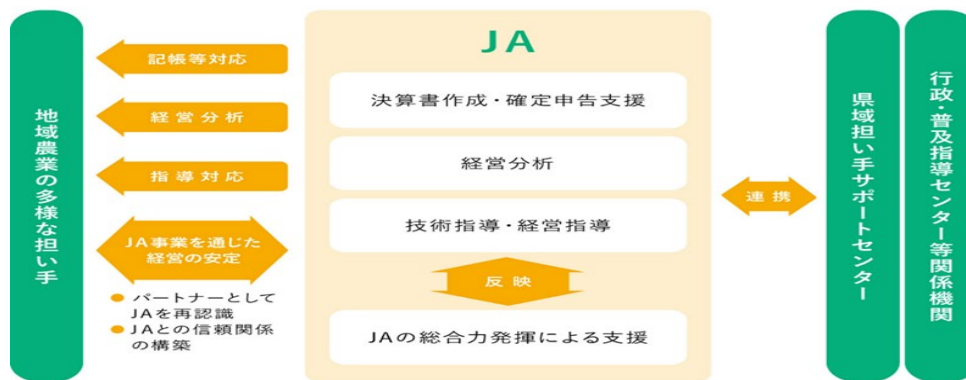 地域農業の多様な担い手
記帳等対応
経営分析
指導対応
JA事業を通じた
経営の安定
● パートナーとして
JAを再認識
● JAとの信頼関係
の構築
JA
決算書作成・確定申告支援
経営分析
技術指導・経営指導
反映
JAの総合力発揮による支援
連携
県域担い手サポートセンター
行政・普及指導センター等関係機関